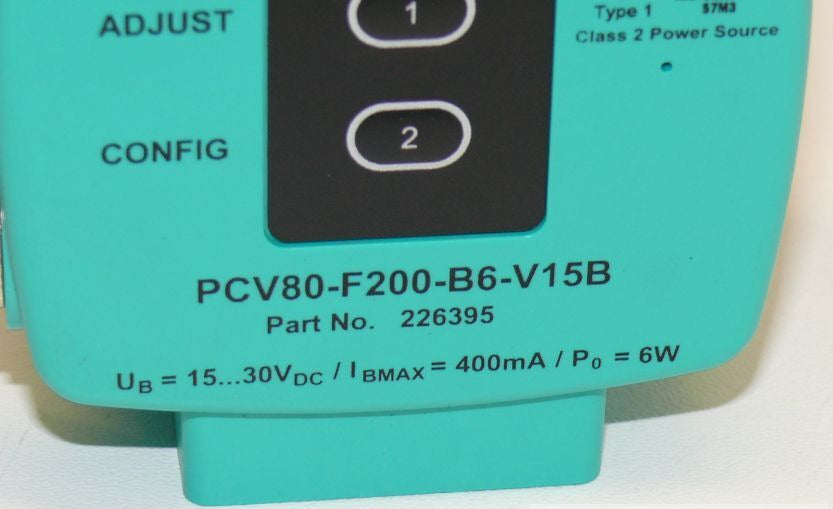 ADJUST
1
Type 1
57M3
Class 2 Power Source
CONFIG
2
PCV80-F200-B6-V15B
Part No. 226395
UB = 15...30VDC / IBMAX = 400mA / P0 = 6W